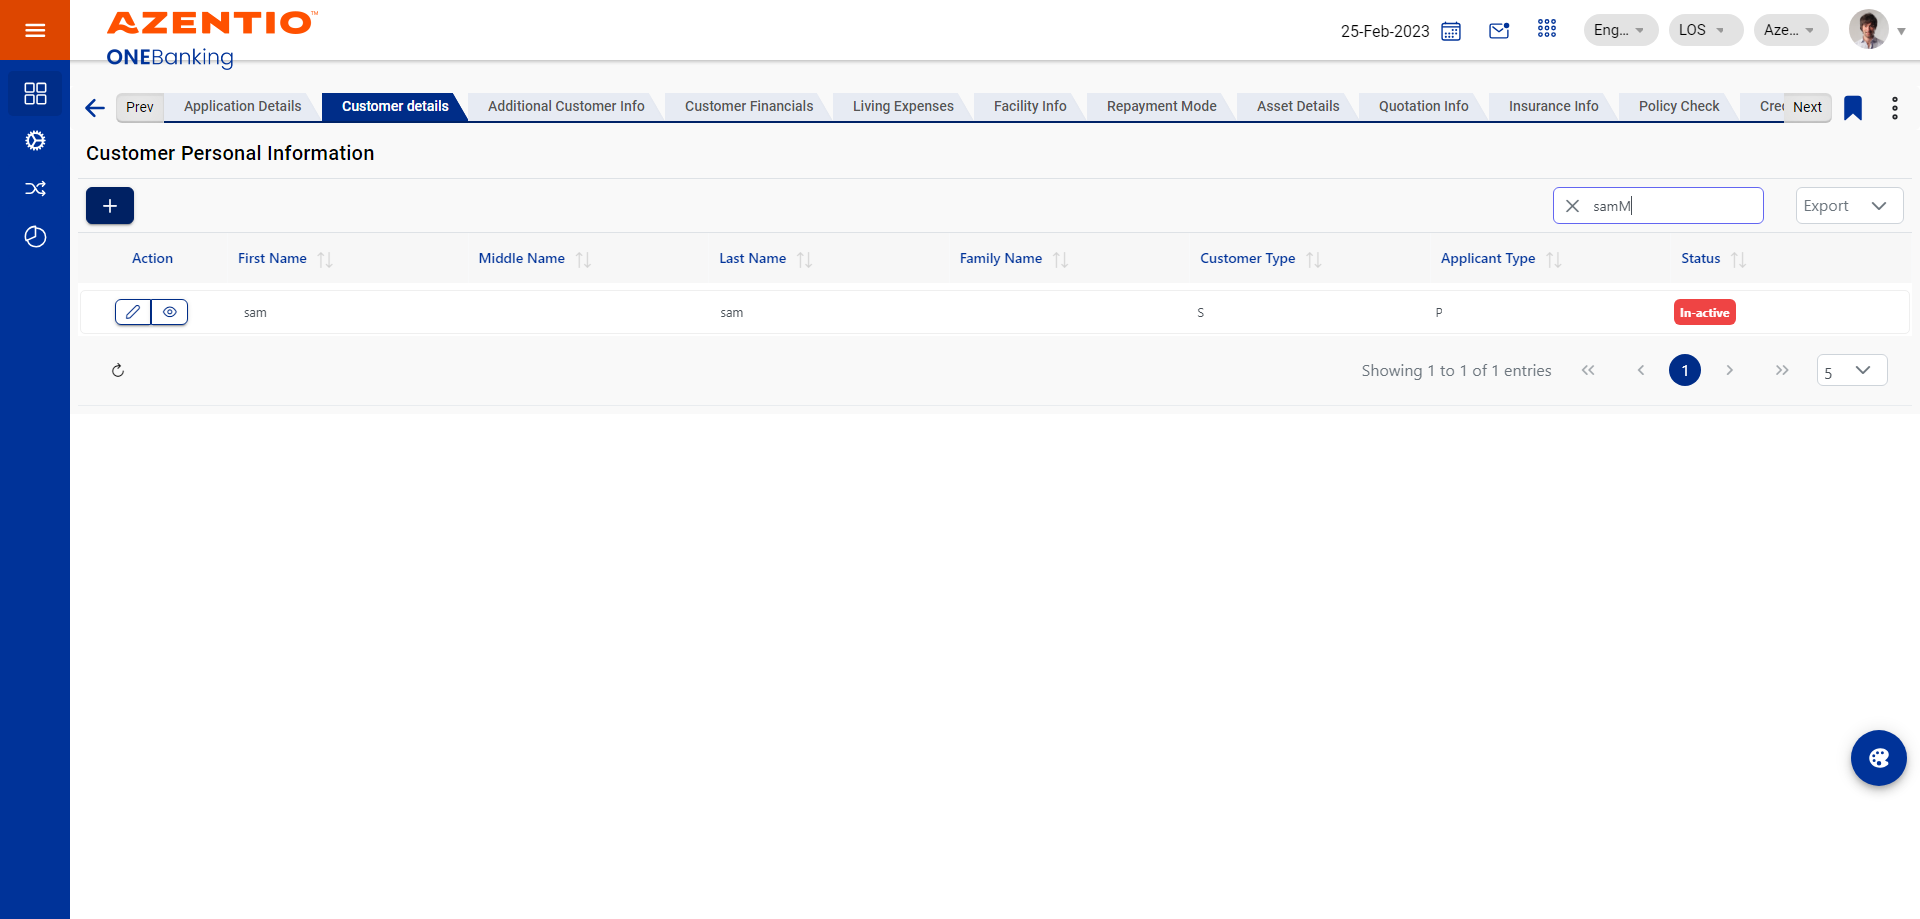 AZENTIO™
ONEBanking
25-Feb-2023
Eng...
LOS
Aze...
Prev
Application Details
Customer details
Additional Customer Info
Customer Financials
Living Expenses
Facility Info
Repayment Mode
Asset Details
Quotation Info
Insurance Info
Policy Check
Cre
Next
Customer Personal Information
+
samM
Export
Action
First Name
Middle Name
Last Name
Family Name
Customer Type
Applicant Type
Status
sam
sam
S
P
In-active
Showing 1 to 1 of 1 entries
1
5